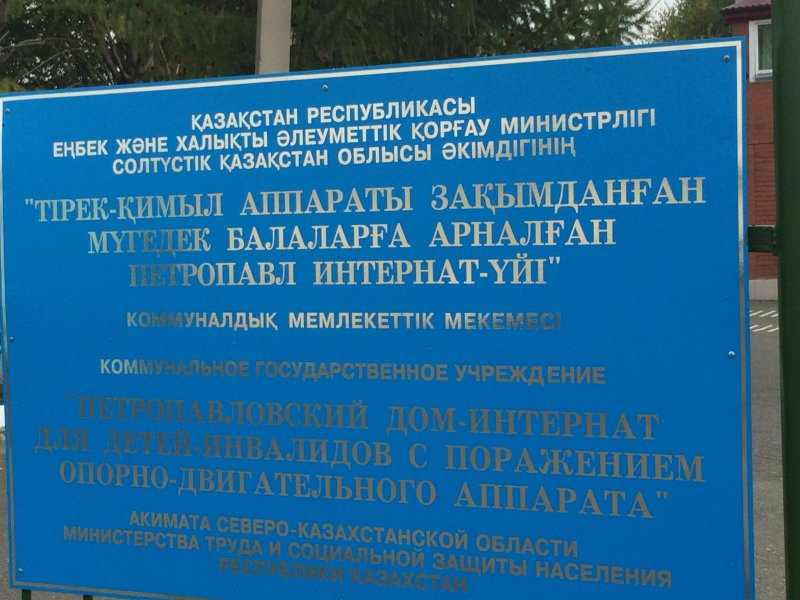 ҚАЗАҚСТАН РЕСПУБЛИКАСЫ
ЕҢБЕК ЖӘНЕ ХАЛЫҚТЫ ӘЛЕУМЕТТІК ҚОРҒАУ МИНИСТРЛІГІ
СОЛТҮСТІК ҚАЗАҚСТАН ОБЛЫСЫ ӘКІМДІГІНІҢ
"ТІРЕК-ҚИМЫЛ АППАРАТЫ ЗАҚЫМДАНҒАН
МҮГЕДЕК БАЛАЛАРҒА АРНАЛҒАН
ПЕТРОПАВЛ ИНТЕРНАТ-ҮЙІ"
КОММУНАЛДЫҚ МЕМЛЕКЕТТІК МЕКЕМЕСІ
КОММУНАЛЬНОЕ ГОСУДАРСТВЕННОЕ УЧРЕЖДЕНИЕ
"ПЕТРОПАВЛОВСКИЙ ДОМ-ИНТЕРНАТ
ДЛЯ ДЕТЕЙ-ИНВАЛИДОВ С ПОРАЖЕНИЕМ
ОПОРНО-ДВИГАТЕЛЬНОГО АППАРАТА"
АКИМАТА СЕВЕРО-КАЗАХСТАНСКОЙ ОБЛАСТИ
МИНИСТЕРСТВА ТРУДА И СОЦИАЛЬНОЙ ЗАЩИТЫ НАСЕЛЕНИЯ
РЕСПУБЛИКИ КАЗАХСТАН